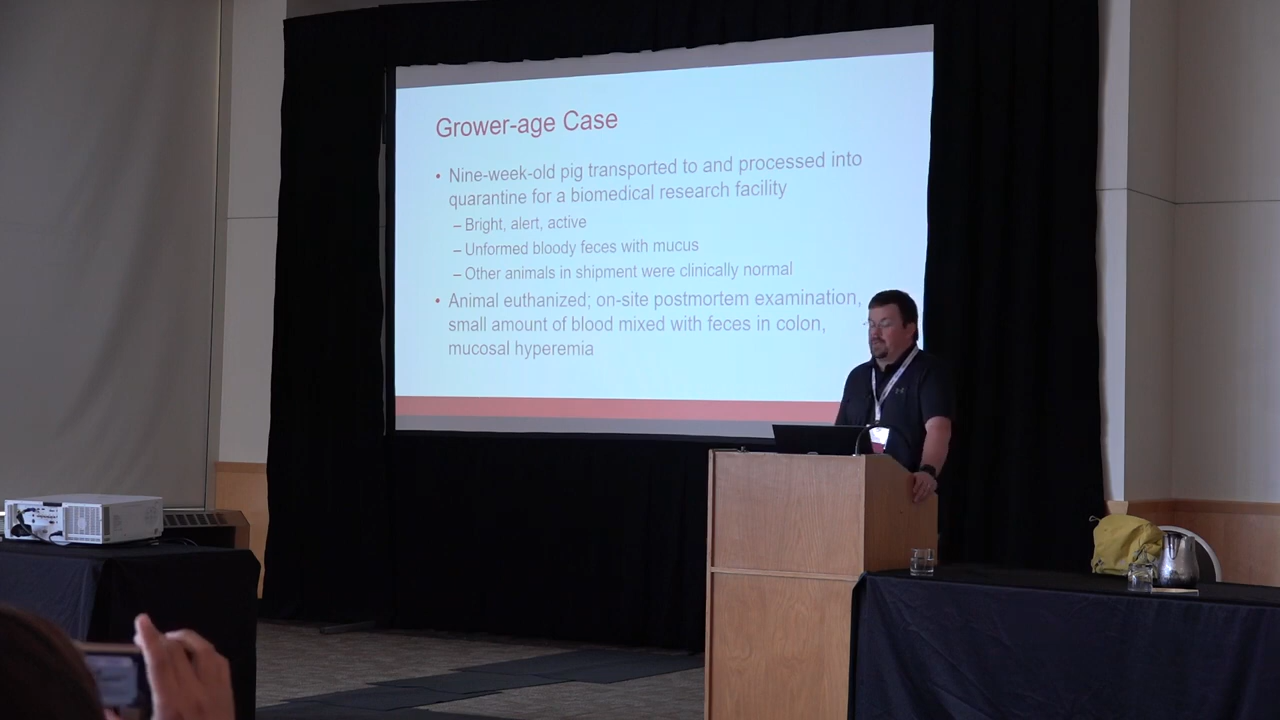 Grower-age Case
• Nine-week-old pig transported to and processed into
quarantine for a biomedical research facility
– Bright, alert, active
– Unformed bloody feces with mucus
– Other animals in shipment were clinically normal
• Animal euthanized; on-site postmortem examination,
small amount of blood mixed with feces in colon,
mucosal hyperemia